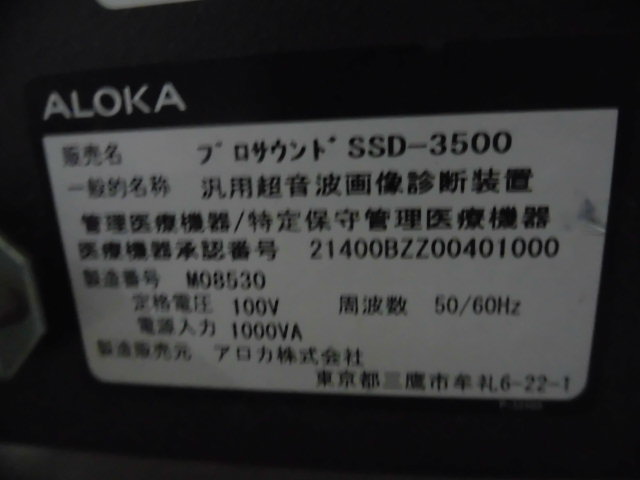 ALOKA
販売名 プロサウンド SSD-3500
一般的名称 汎用超音波画像診断装置
管理医療機器/特定保守管理医療機器
医療機器承認番号 21400BZZ00401000
製造番号 M08530
定格電圧 100V 周波数 50/60Hz
電源入力 1000VA
製造販売元 アロカ株式会社
東京都三鷹市牟礼6-22-1